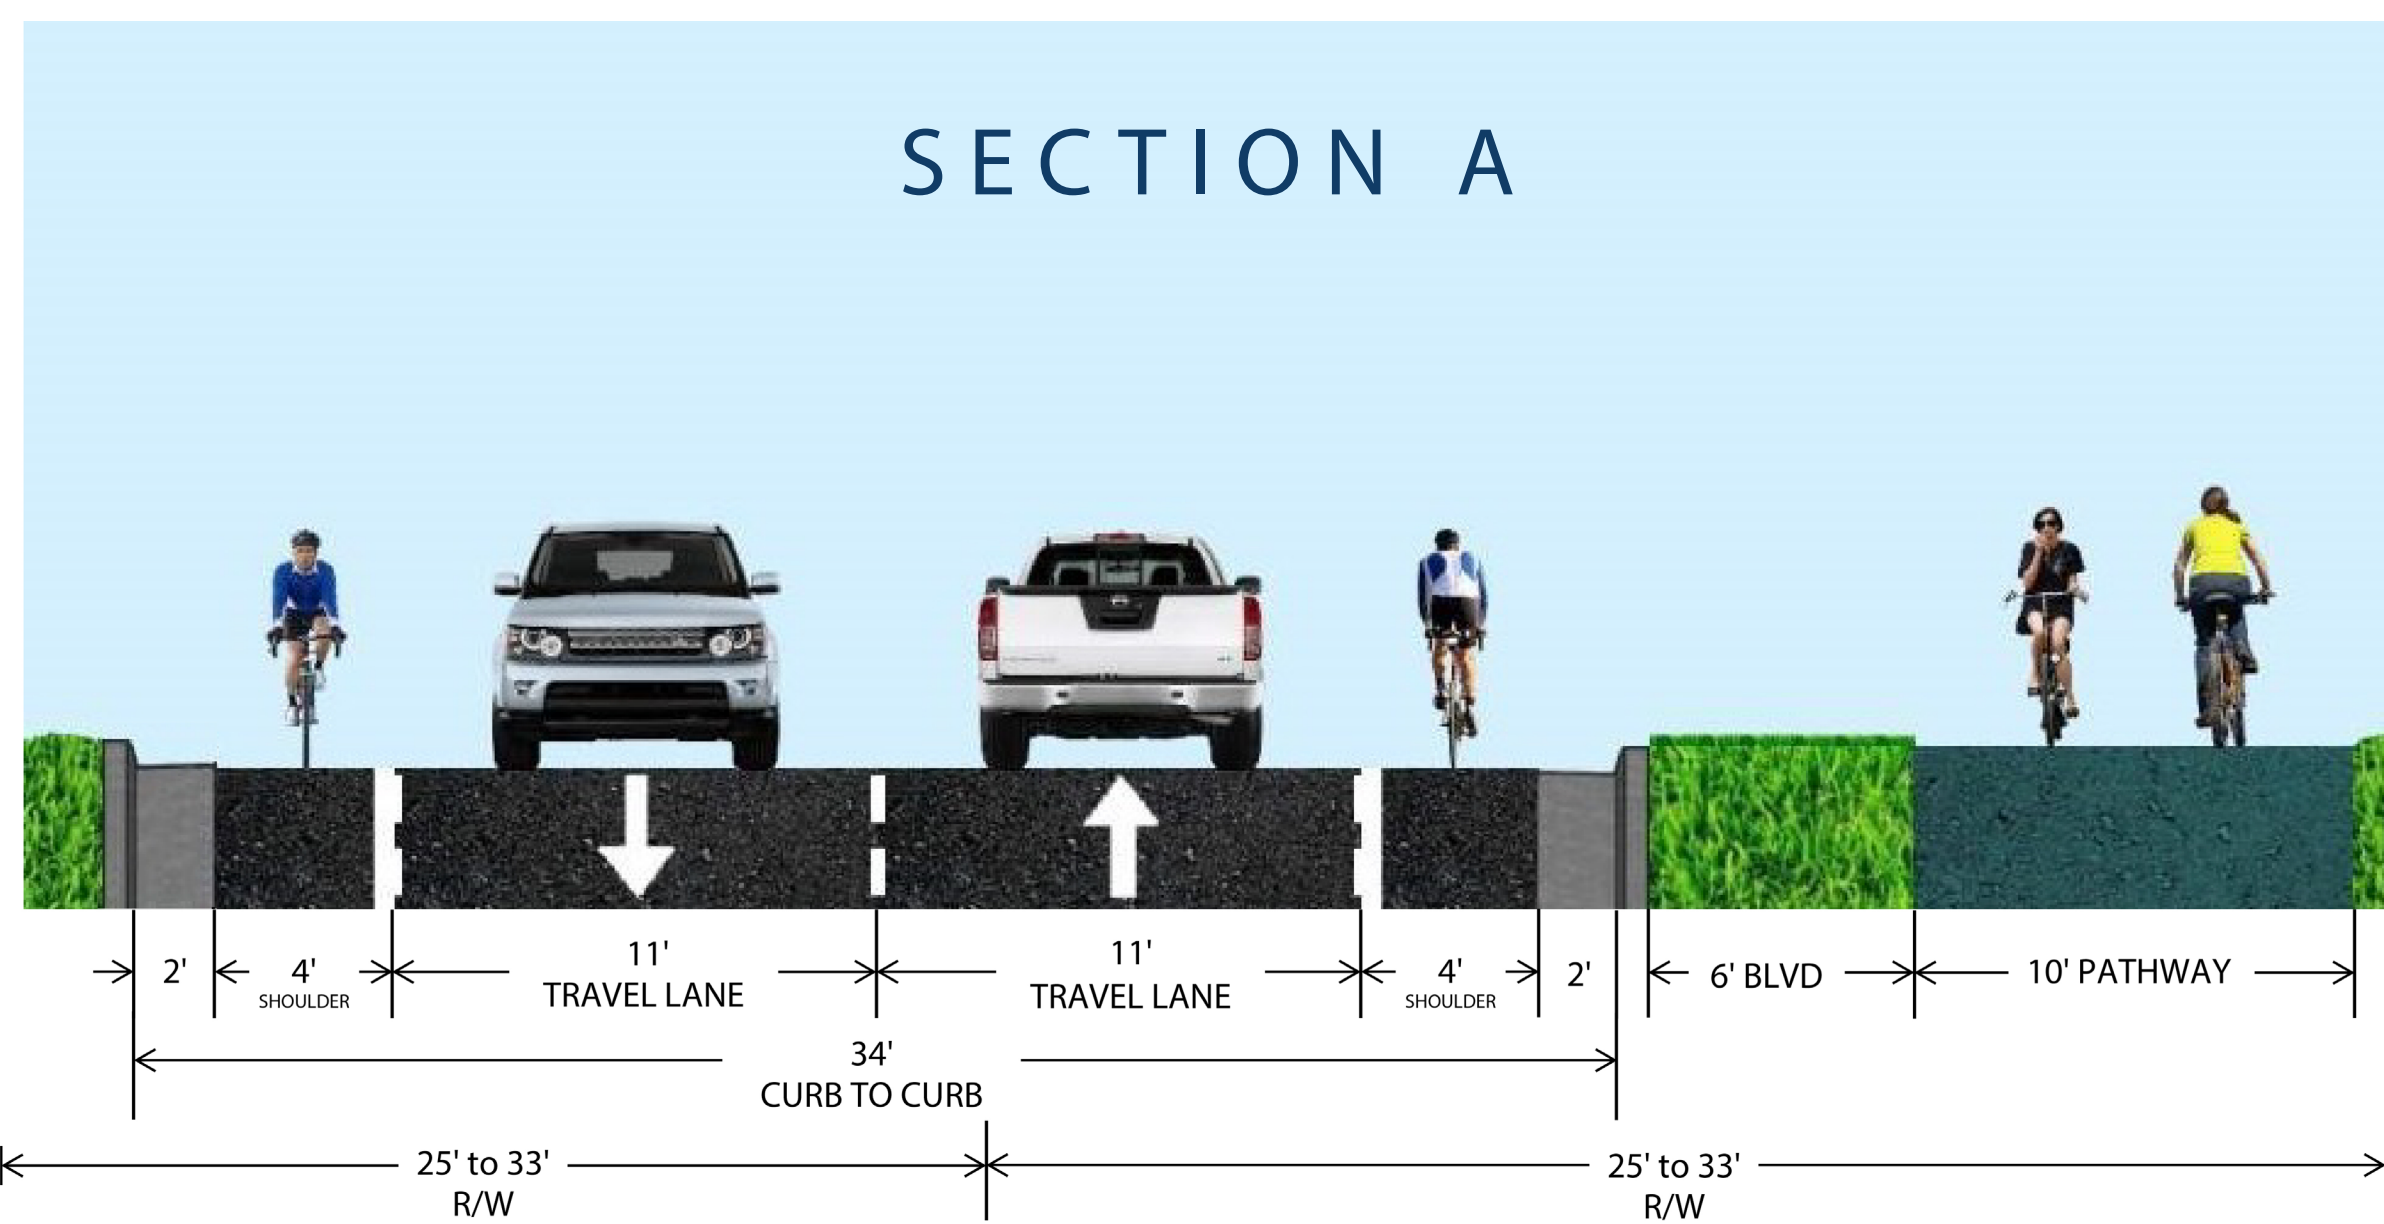 SECTION A
2'
4'
SHOULDER
11'
TRAVEL LANE
11'
TRAVEL LANE
4'
SHOULDER
2'
6' BLVD
10' PATHWAY
34'
CURB TO CURB
25' to 33'
R/W
25' to 33'
R/W